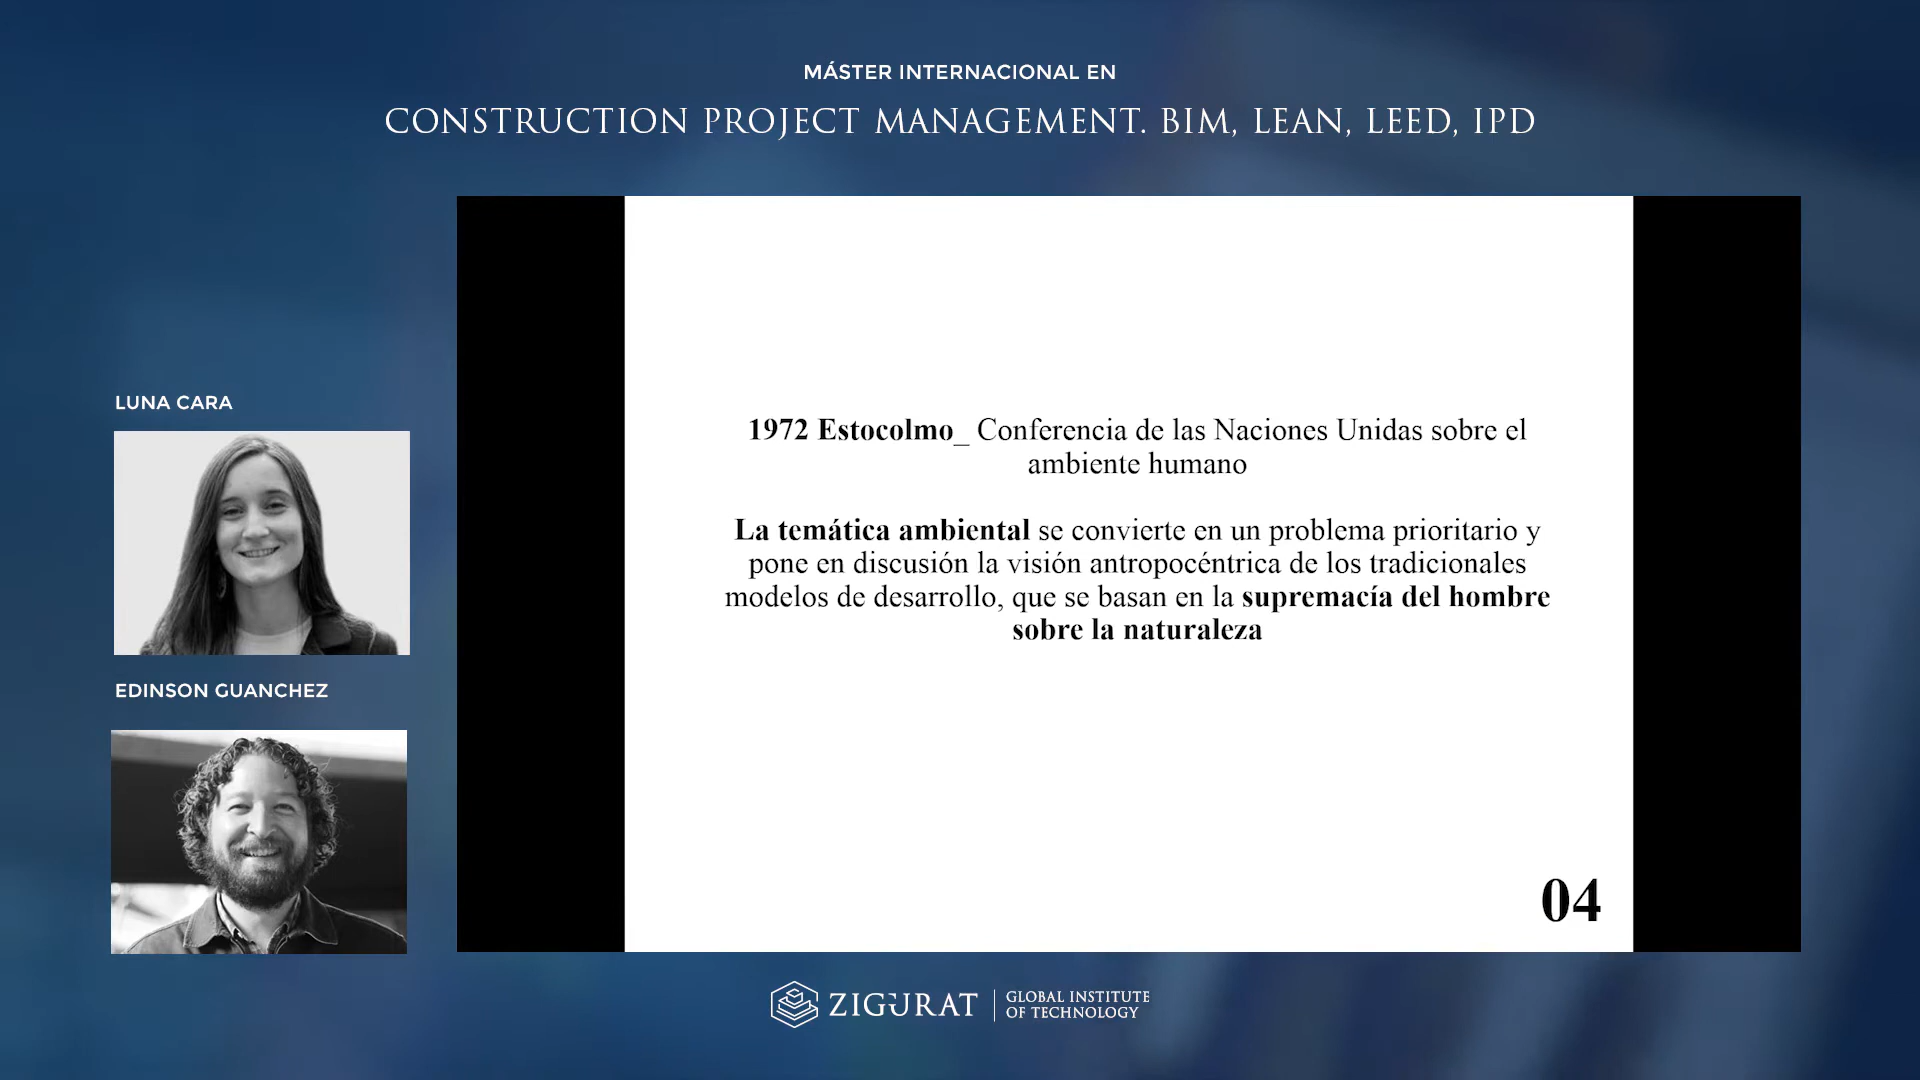 MÁSTER INTERNACIONAL EN
CONSTRUCTION PROJECT MANAGEMENT. BIM, LEAN, LEED, IPD
LUNA CARA
EDINSON GUANCHEZ
1972 Estocolmo_ Conferencia de las Naciones Unidas sobre el
ambiente humano
La temática ambiental se convierte en un problema prioritario y
pone en discusión la visión antropocéntrica de los tradicionales
modelos de desarrollo, que se basan en la supremacía del hombre
sobre la naturaleza
04
ZIGURAT
GLOBAL INSTITUTE
OF TECHNOLOGY